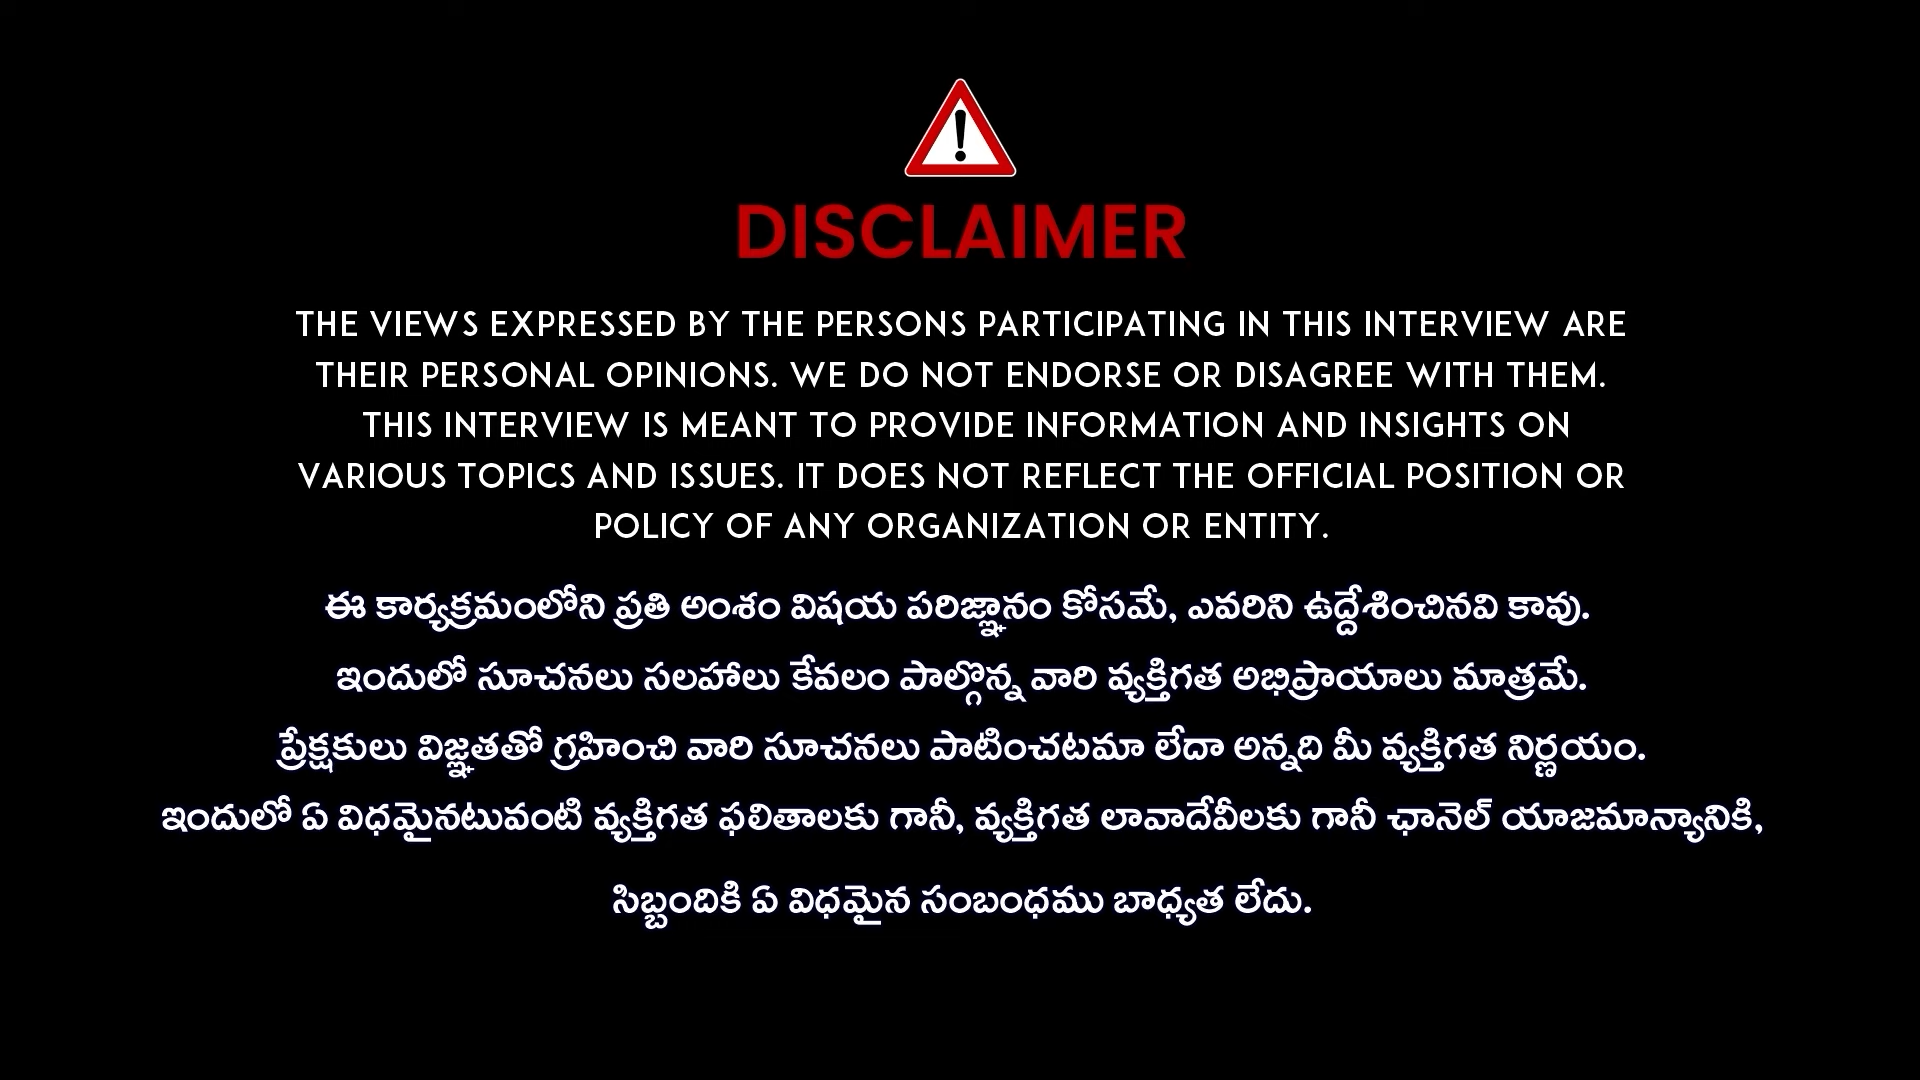 DISCLAIMER
THE VIEWS EXPRESSED BY THE PERSONS PARTICIPATING IN THIS INTERVIEW ARE
THEIR PERSONAL OPINIONS. WE DO NOT ENDORSE OR DISAGREE WITH THEM.
THIS INTERVIEW IS MEANT TO PROVIDE INFORMATION AND INSIGHTS ON
VARIOUS TOPICS AND ISSUES. IT DOES NOT REFLECT THE OFFICIAL POSITION OR
POLICY OF ANY ORGANIZATION OR ENTITY.
ఈ కార్యక్రమంలోని ప్రతి అంశం విషయ పరిజ్ఞానం కోసమే, ఎవరిని ఉద్దేశించినవి కావు.
ఇందులో సూచనలు సలహాలు కేవలం పాల్గొన్న వారి వ్యక్తిగత అభిప్రాయాలు మాత్రమే.
ప్రేక్షకులు విజ్ఞతతో గ్రహించి వారి సూచనలు పాటించటమా లేదా అన్నది మీ వ్యక్తిగత నిర్ణయం.
ఇందులో ఏ విధమైనటువంటి వ్యక్తిగత ఫలితాలకు గానీ, వ్యక్తిగత లావాదేవీలకు గానీ ఛానెల్ యాజమాన్యానికి,
సిబ్బందికి ఏ విధమైన సంబంధము బాధ్యత లేదు.